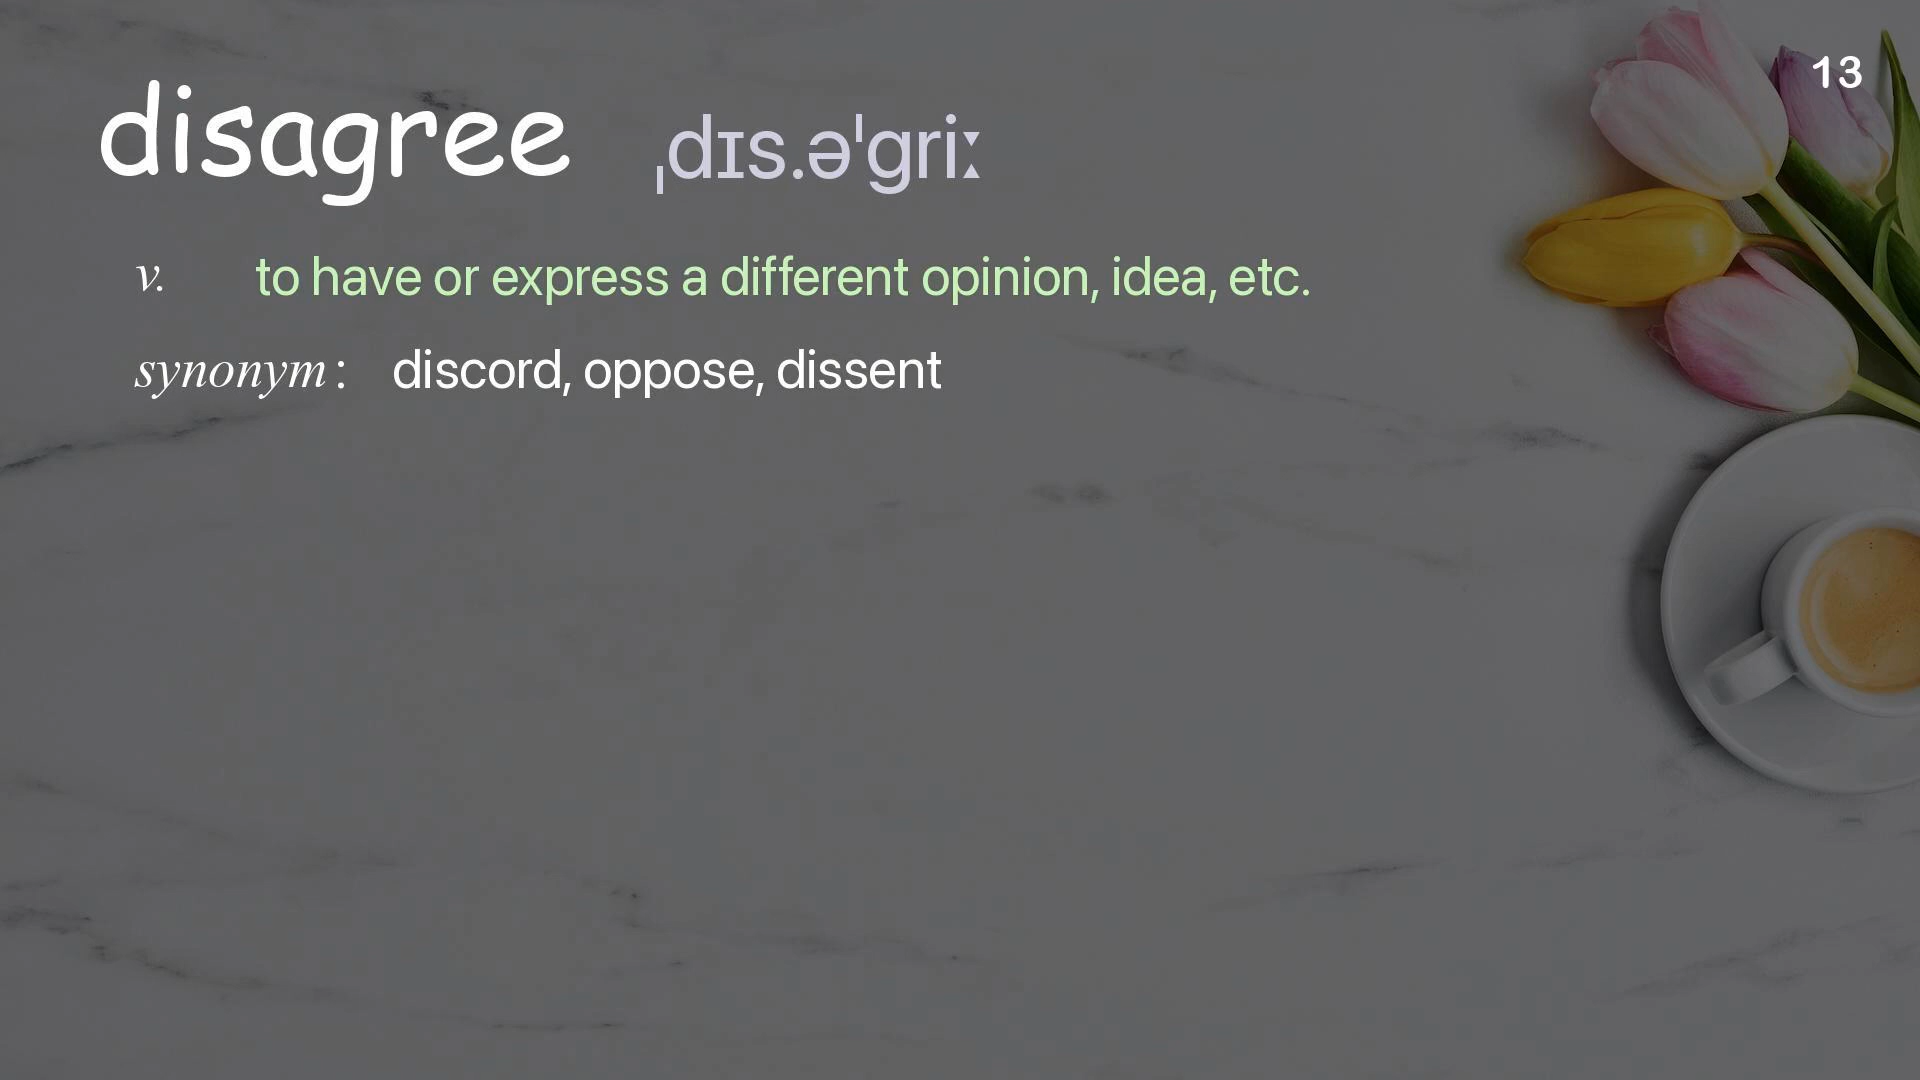 13
disagree ˌdɪs.əˈɡriː
v. to have or express a different opinion, idea, etc.
synonym : discord, oppose, dissent